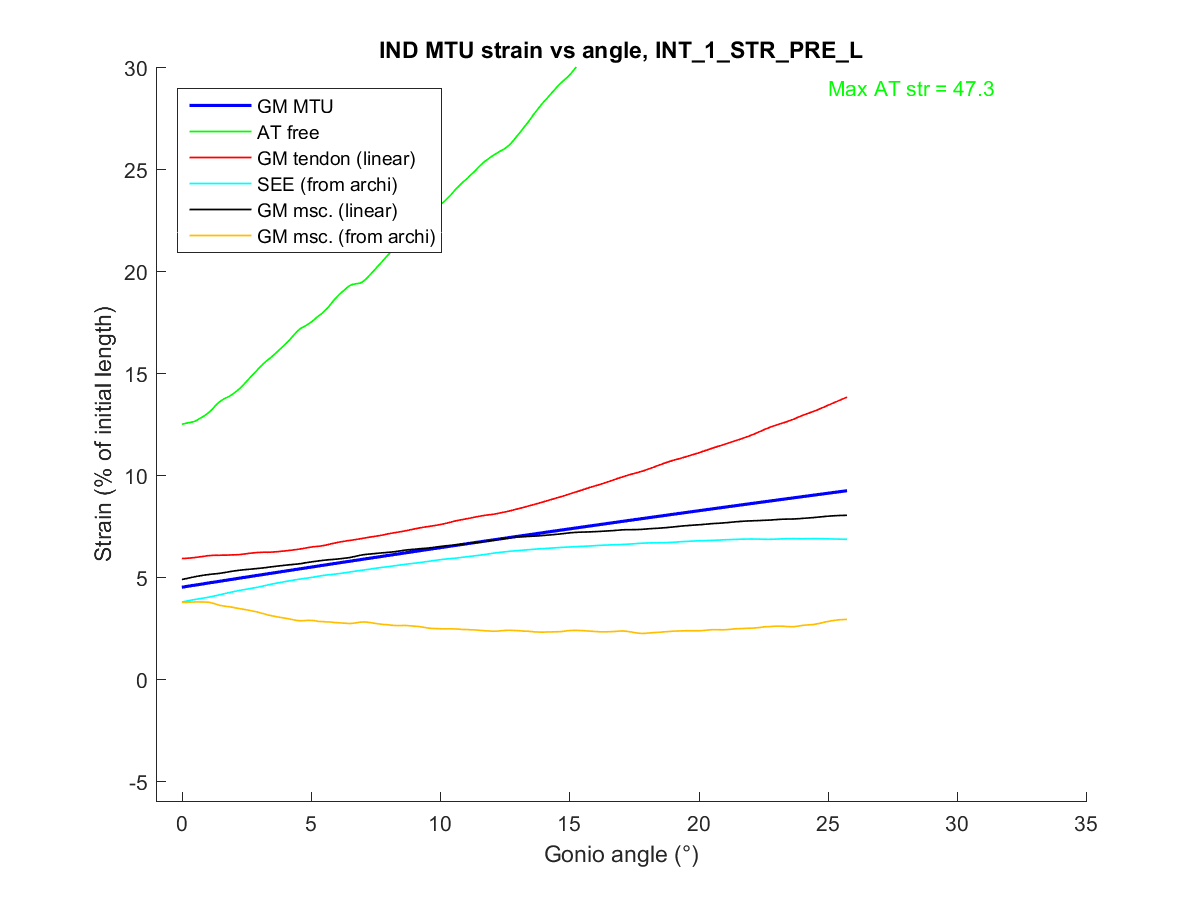 IND MTU strain vs angle, INT_1_STR_PRE_L
Max AT str = 47.3
GM MTU
AT free
GM tendon (linear)
SEE (from archi)
GM msc. (linear)
GM msc. (from archi)
Strain (% of initial length)
30
25
20
15
10
5
0
-5
0 5 10 15 20 25 30 35
Gonio angle (°)